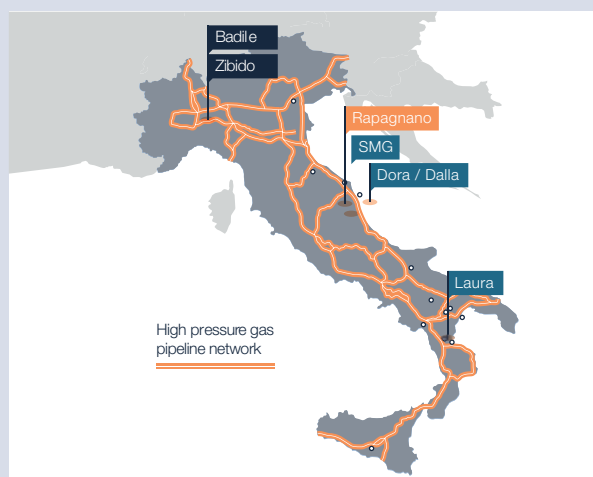 Badile
Zibido
Rapagnano
SMG
Dora / Dalla
Laura
High pressure gas
pipeline network